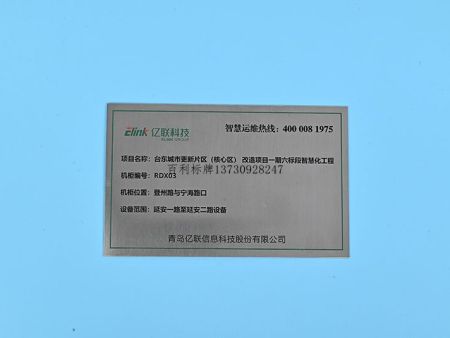 Elink 亿联科技
智慧运维热线：400 008 1975
项目名称：台东城市更新片区（核心区）改造项目一期六标段智慧化工程
百利标牌13730928247
机柜编号：RDX03
机柜位置：登州路与宁海路口
设备范围：延安一路至延安二路设备
青岛亿联信息科技股份有限公司